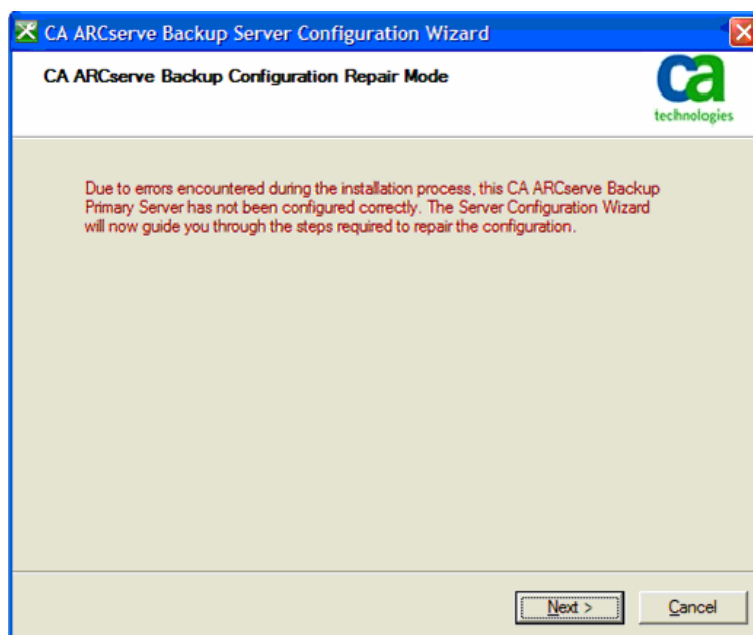 CA ARCserve Backup Server Configuration Wizard
CA ARCserve Backup Configuration Repair Mode
ca
technologies
Due to errors encountered during the installation process, this CA ARCserve Backup
Primary Server has not been configured correctly. The Server Configuration Wizard
will now guide you through the steps required to repair the configuration.
Next >
Cancel